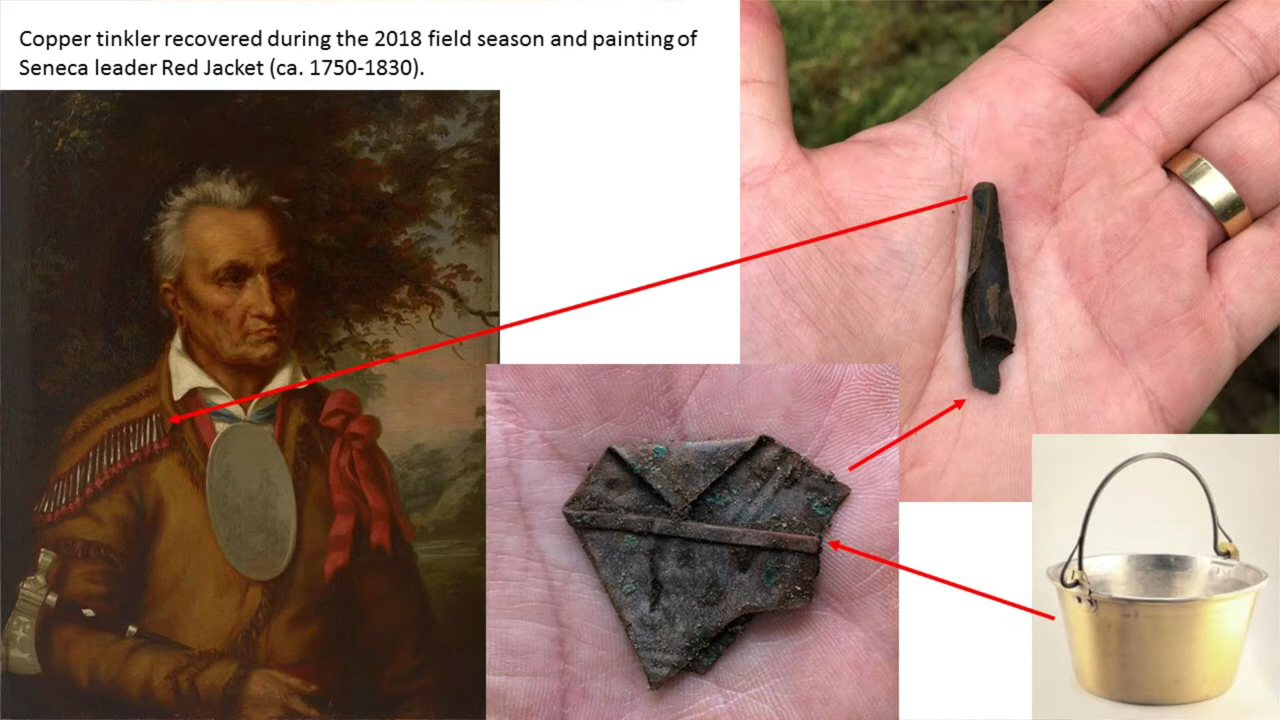 Copper tinkler recovered during the 2018 field season and painting of
Seneca leader Red Jacket (ca. 1750-1830).